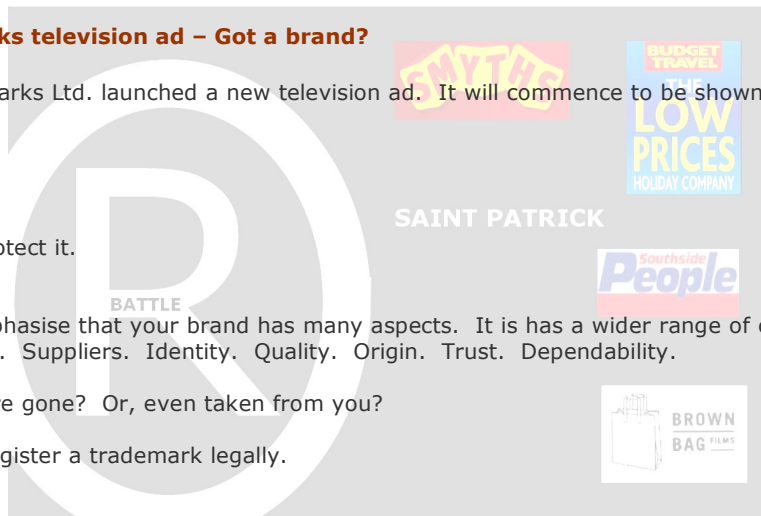 ks television ad – Got a brand?
arks Ltd. launched a new television ad.  It will commence to be shown
SMYTHS
BUDGET
TRAVEL
THE
LOW
PRICES
HOLIDAY COMPANY
R
SAINT PATRICK
otect it.
Southside
People
BATTLE
phasise that your brand has many aspects.  It is has a wider range of
.  Suppliers.  Identity.  Quality.  Origin.  Trust.  Dependability.
re gone?  Or, even taken from you?
BROWN
BAG FILMS
gister a trademark legally.